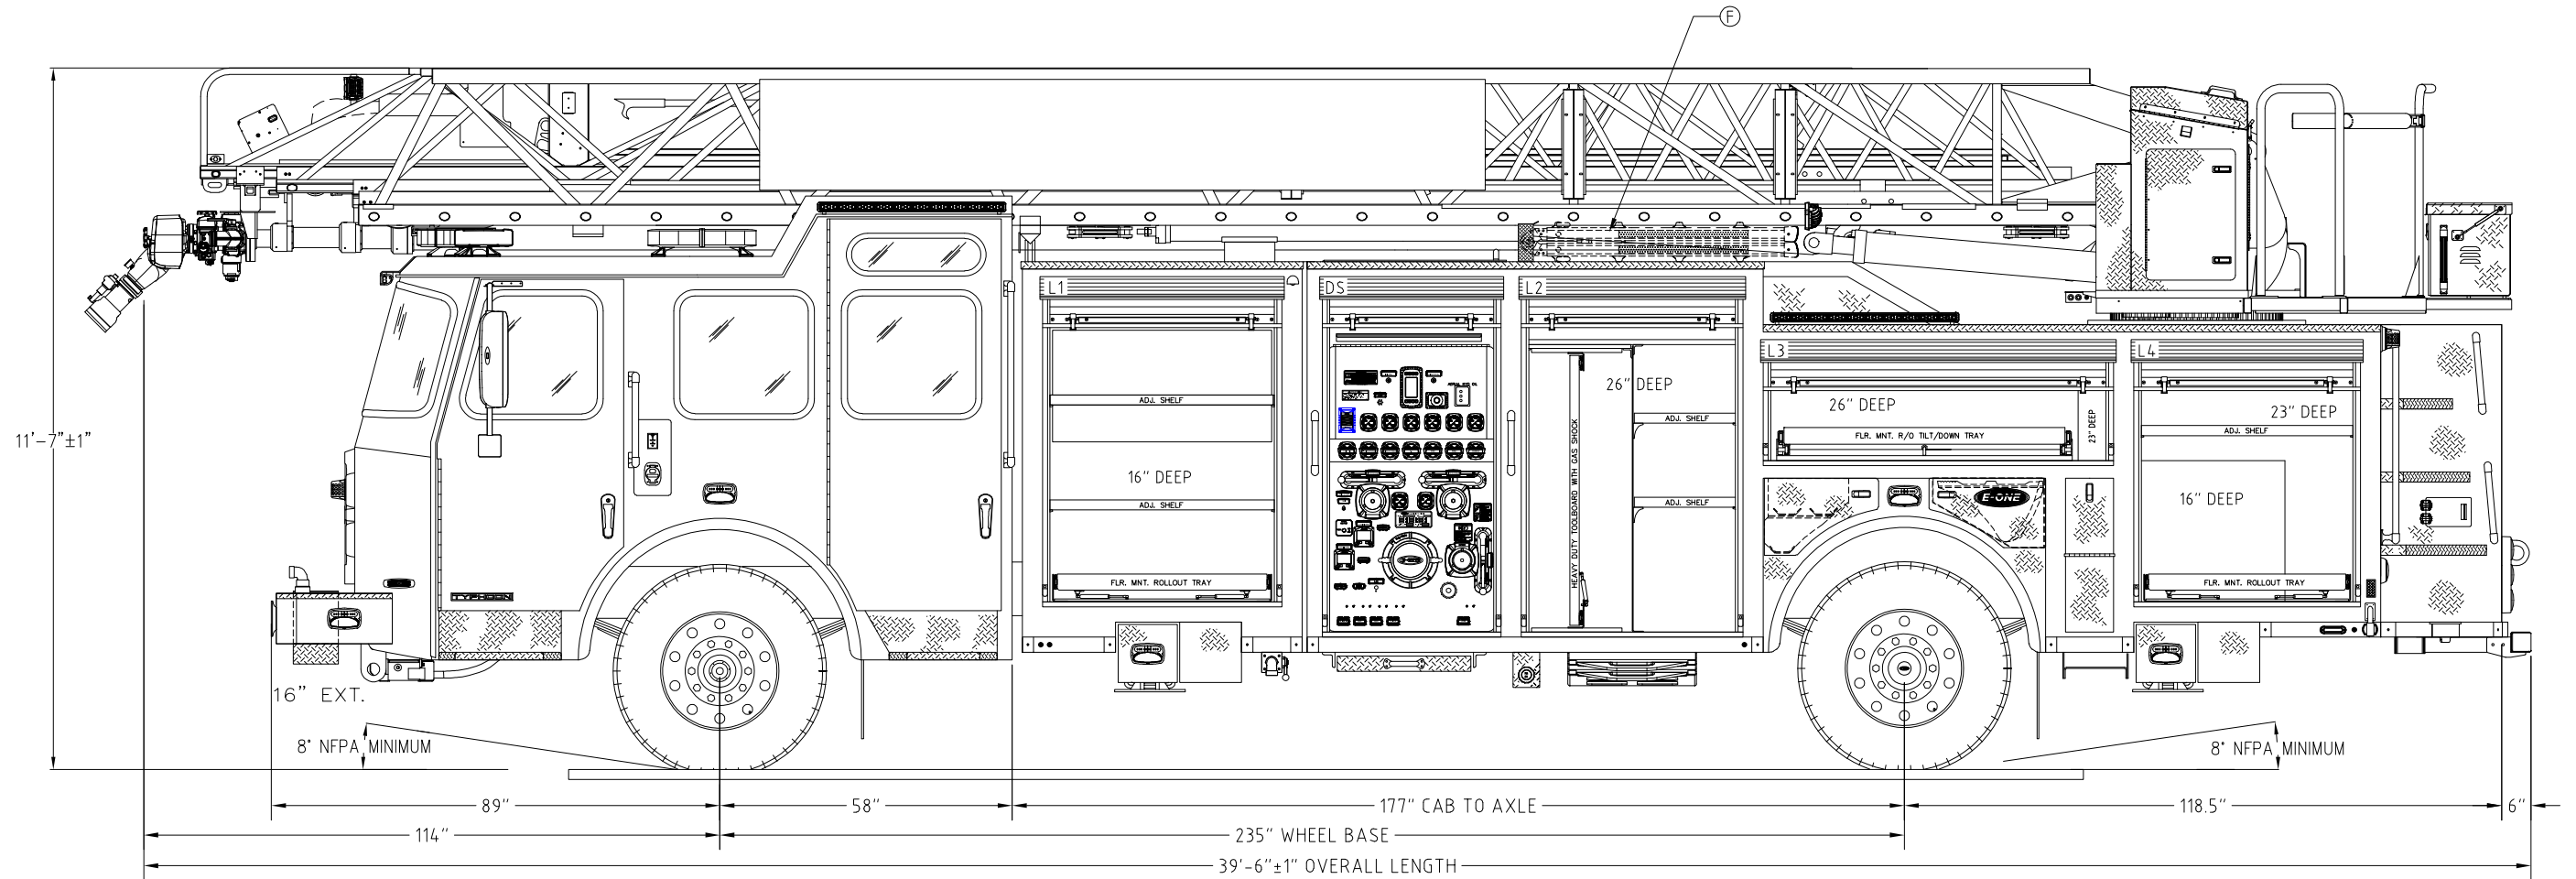 F
L1
DS
L2
L3
L4
AERIAL HYD. OIL
26" DEEP
26" DEEP
23" DEEP
23" DEEP
ADJ. SHELF
ADJ. SHELF
ADJ. SHELF
FLR. MNT. R/O TILT/DOWN TRAY
11'-7"±1"
HEAVY DUTY TOOLBOARD WITH GAS SHOCK
16" DEEP
16" DEEP
E-ONE
ADJ. SHELF
ADJ. SHELF
FLR. MNT. ROLLOUT TRAY
FLR. MNT. ROLLOUT TRAY
TYPHOON
16" EXT.
8° NFPA MINIMUM
8° NFPA MINIMUM
89"
58"
177" CAB TO AXLE
118.5"
6"
114"
235" WHEEL BASE
39'-6"±1" OVERALL LENGTH